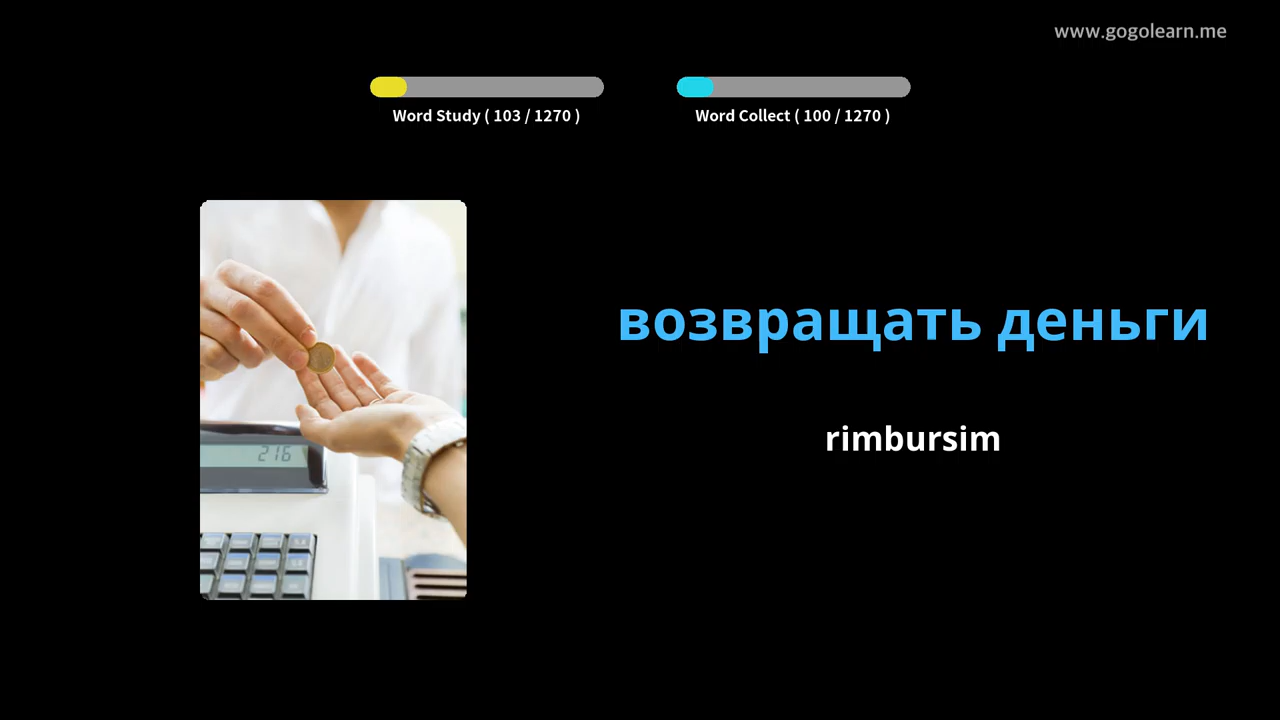 www.gogolearn.me
Word Study ( 103 / 1270 )
Word Collect ( 100 / 1270 )
возвращать деньги
rimbursim
216